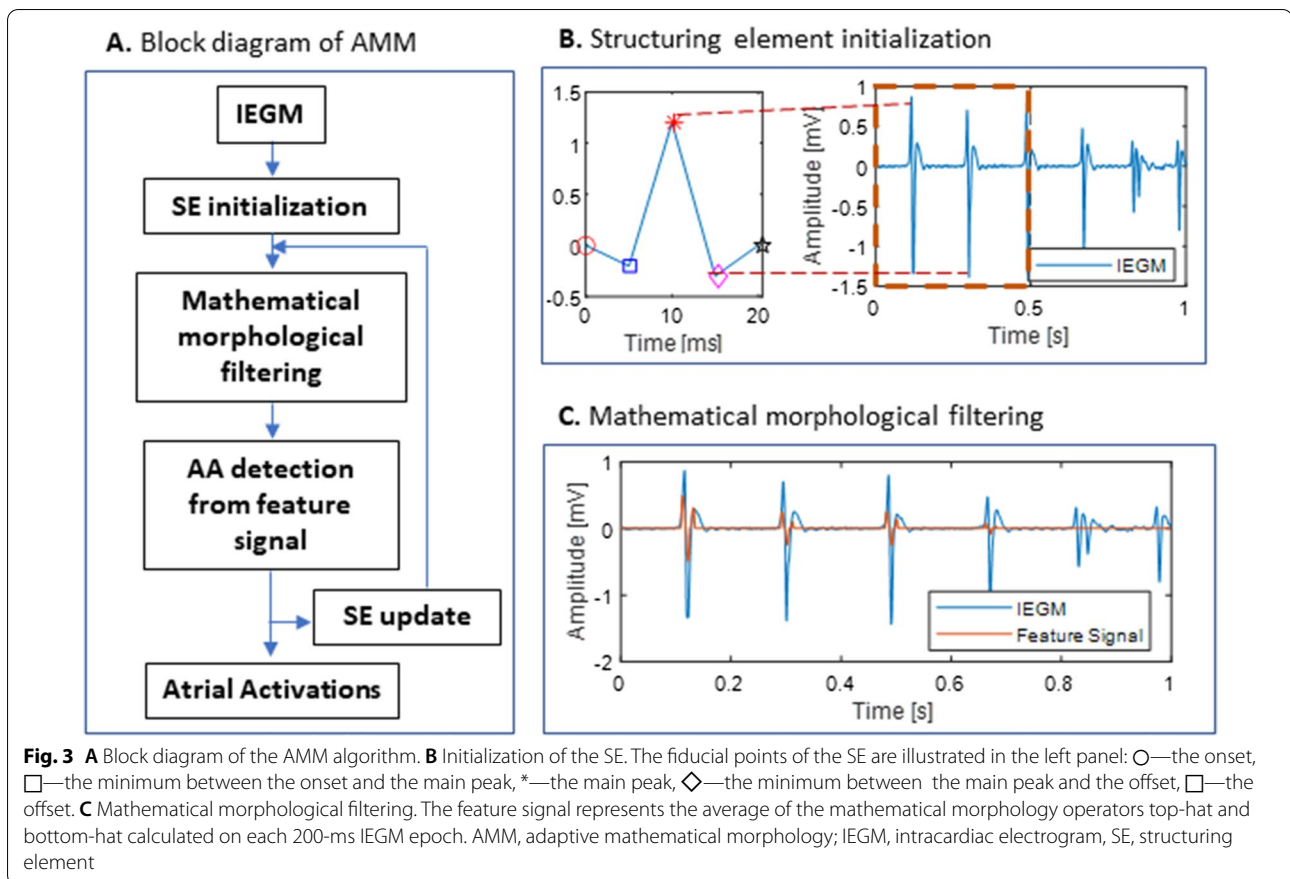 A. Block diagram of AMM
IEGM
SE initialization
Mathematical
morphological
filtering
AA detection
from feature
signal
SE update
Atrial Activations
B. Structuring element initialization
1.5
1
0.5
0
-0.5
0
10
20
Time [ms]
Amplitude [mV]
1
0.5
0
-0.5
-1
-1.5
0
0.5
1
Time [s]
IEGM
C. Mathematical morphological filtering
Amplitude [mV]
1
0
-1
-2
0
0.2
0.4
0.6
0.8
1
Time [s]
IEGM
Feature Signal
Fig. 3 A Block diagram of the AMM algorithm. B Initialization of the SE. The fiducial points of the SE are illustrated in the left panel: ○—the onset,
□—the minimum between the onset and the main peak, *—the main peak, ◇—the minimum between the main peak and the offset, □—the
offset. C Mathematical morphological filtering. The feature signal represents the average of the mathematical morphology operators top-hat and
bottom-hat calculated on each 200-ms IEGM epoch. AMM, adaptive mathematical morphology; IEGM, intracardiac electrogram, SE, structuring
element